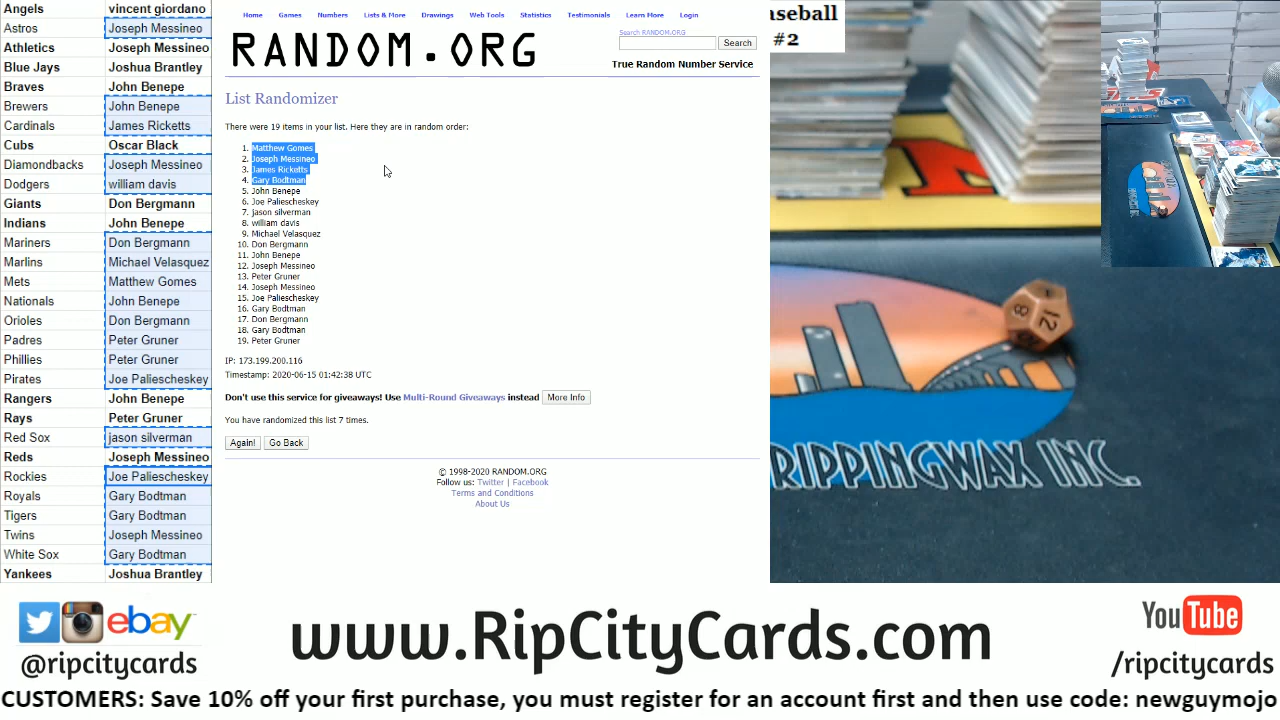 Angels vincent giordano
Astros Joseph Messineo
Athletics Joseph Messineo
Blue Jays Joshua Brantley
Braves John Benepe
Brewers John Benepe
Cardinals James Ricketts
Cubs Oscar Black
Diamondbacks Joseph Messineo
Dodgers william davis
Giants Don Bergmann
Indians John Benepe
Mariners Don Bergmann
Marlins Michael Velasquez
Mets Matthew Gomes
Nationals John Benepe
Orioles Don Bergmann
Padres Peter Gruner
Phillies Peter Gruner
Pirates Joe Paliescheskey
Rangers John Benepe
Rays Peter Gruner
Red Sox jason silverman
Reds Joseph Messineo
Rockies Joe Paliescheskey
Royals Gary Bodtman
Tigers Gary Bodtman
Twins Joseph Messineo
White Sox Gary Bodtman
Yankees Joshua Brantley
Home Games Numbers Lists & More Drawings Web Tools Statistics Testimonials Learn More Login
RANDOM.ORG
Search RANDOM.ORG
Search
True Random Number Service
List Randomizer
There were 19 items in your list. Here they are in random order:
1. Matthew Gomes
2. Joseph Messineo
3. James Ricketts
4. Gary Bodtman
5. John Benepe
6. Joe Paliescheskey
7. jason silverman
8. william davis
9. Michael Velasquez
10. Don Bergmann
11. John Benepe
12. Joseph Messineo
13. Peter Gruner
14. Joseph Messineo
15. Joe Paliescheskey
16. Gary Bodtman
17. Don Bergmann
18. Gary Bodtman
19. Peter Gruner
IP: 173.199.200.116
Timestamp: 2020-06-15 01:42:38 UTC
Don't use this service for giveaways! Use Multi-Round Giveaways instead More Info
You have randomized this list 7 times.
Again! Go Back
© 1998-2020 RANDOM.ORG
Follow us: Twitter | Facebook
Terms and Conditions
About Us
aseball
#2
8 12
RIPPINGWAX INC.
ebay
@ripcitycards
www.RipCityCards.com
YouTube
/ripcitycards
CUSTOMERS: Save 10% off your first purchase, you must register for an account first and then use code: newguymojo